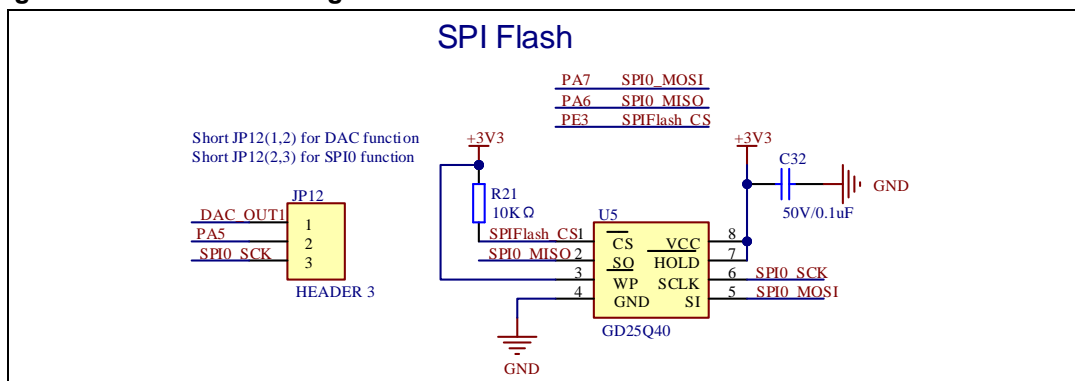 SPI Flash
PA7 SPI0_MOSI
PA6 SPI0_MISO
PE3 SPIFlash_CS
Short JP12(1,2) for DAC function
Short JP12(2,3) for SPI0 function
JP12
DAC_OUT1 1
PA5 2
SPI0_SCK 3
HEADER 3
+3V3
R21
10KΩ
+3V3
C32
50V/0.1uF
GND
U5
SPIFlash_CS 1 CS VCC 8
SPI0_MISO 2 SO HOLD 7
3 WP SCLK 6 SPI0_SCK
4 GND SI 5 SPI0_MOSI
GD25Q40
GND